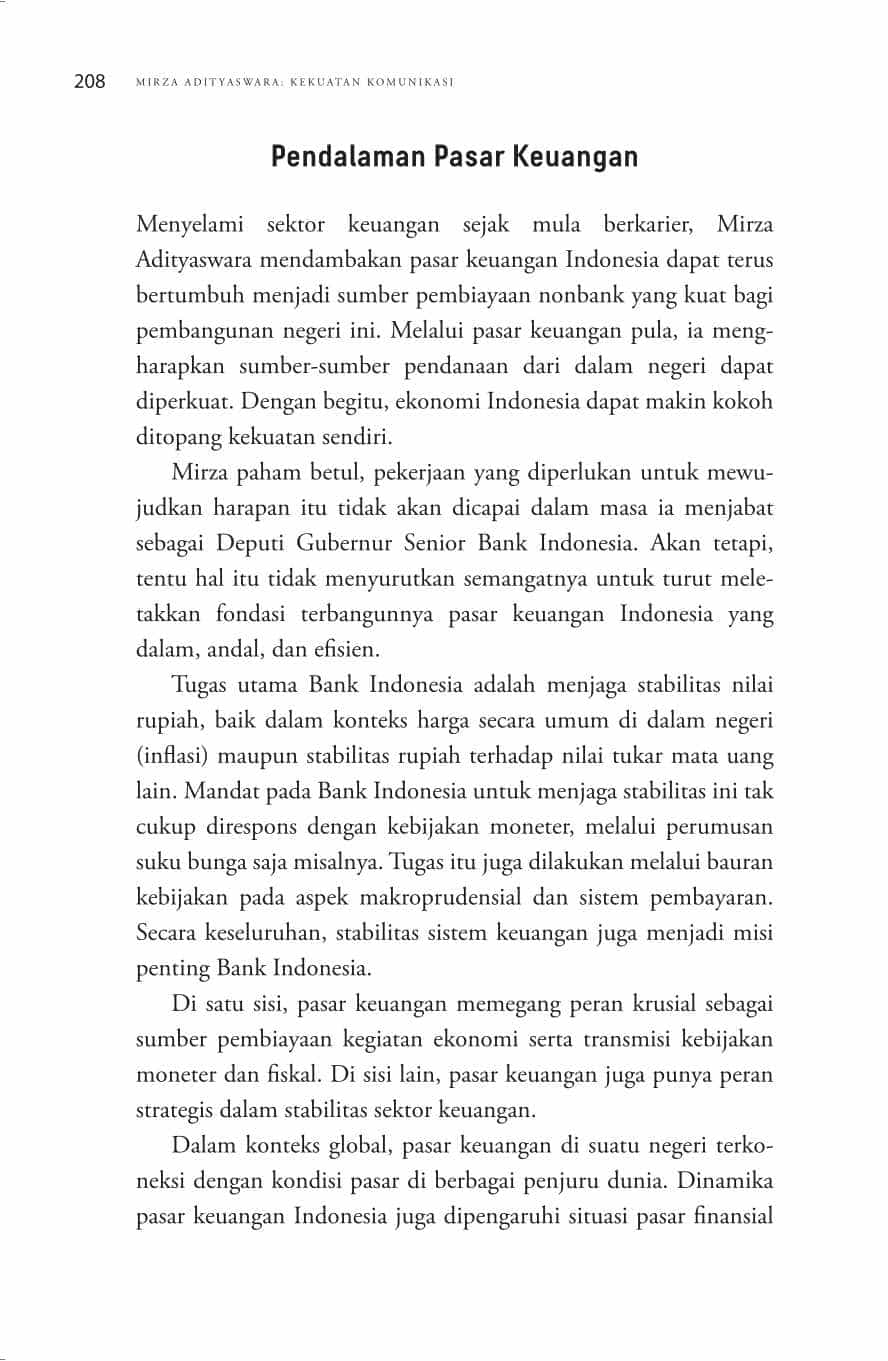 208 MIRZA ADITYASWARA: KEKUATAN KOMUNIKASI
Pendalaman Pasar Keuangan
Menyelami sektor keuangan sejak mula berkarier, Mirza
Adityaswara mendambakan pasar keuangan Indonesia dapat terus
bertumbuh menjadi sumber pembiayaan nonbank yang kuat bagi
pembangunan negeri ini. Melalui pasar keuangan pula, ia meng-
harapkan sumber-sumber pendanaan dari dalam negeri dapat
diperkuat. Dengan begitu, ekonomi Indonesia dapat makin kokoh
ditopang kekuatan sendiri.
Mirza paham betul, pekerjaan yang diperlukan untuk mewu-
judkan harapan itu tidak akan dicapai dalam masa ia menjabat
sebagai Deputi Gubernur Senior Bank Indonesia. Akan tetapi,
tentu hal itu tidak menyurutkan semangatnya untuk turut mele-
takkan fondasi terbangunnya pasar keuangan Indonesia yang
dalam, andal, dan efisien.
Tugas utama Bank Indonesia adalah menjaga stabilitas nilai
rupiah, baik dalam konteks harga secara umum di dalam negeri
(inflasi) maupun stabilitas rupiah terhadap nilai tukar mata uang
lain. Mandat pada Bank Indonesia untuk menjaga stabilitas ini tak
cukup direspons dengan kebijakan moneter, melalui perumusan
suku bunga saja misalnya. Tugas itu juga dilakukan melalui bauran
kebijakan pada aspek makroprudensial dan sistem pembayaran.
Secara keseluruhan, stabilitas sistem keuangan juga menjadi misi
penting Bank Indonesia.
Di satu sisi, pasar keuangan memegang peran krusial sebagai
sumber pembiayaan kegiatan ekonomi serta transmisi kebijakan
moneter dan fiskal. Di sisi lain, pasar keuangan juga punya peran
strategis dalam stabilitas sektor keuangan.
Dalam konteks global, pasar keuangan di suatu negeri terko-
neksi dengan kondisi pasar di berbagai penjuru dunia. Dinamika
pasar keuangan Indonesia juga dipengaruhi situasi pasar finansial